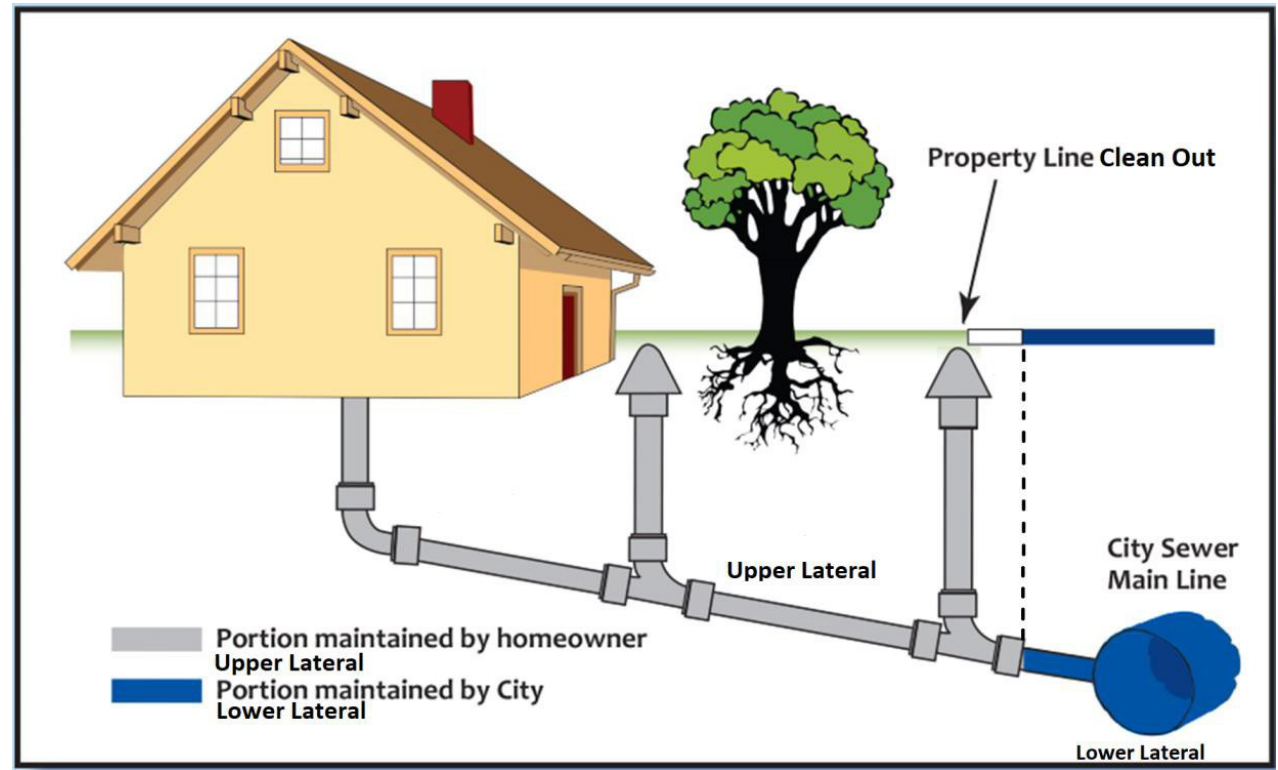 Property Line Clean Out
Upper Lateral
City Sewer
Main Line
Portion maintained by homeowner
Upper Lateral
Portion maintained by City
Lower Lateral
Lower Lateral